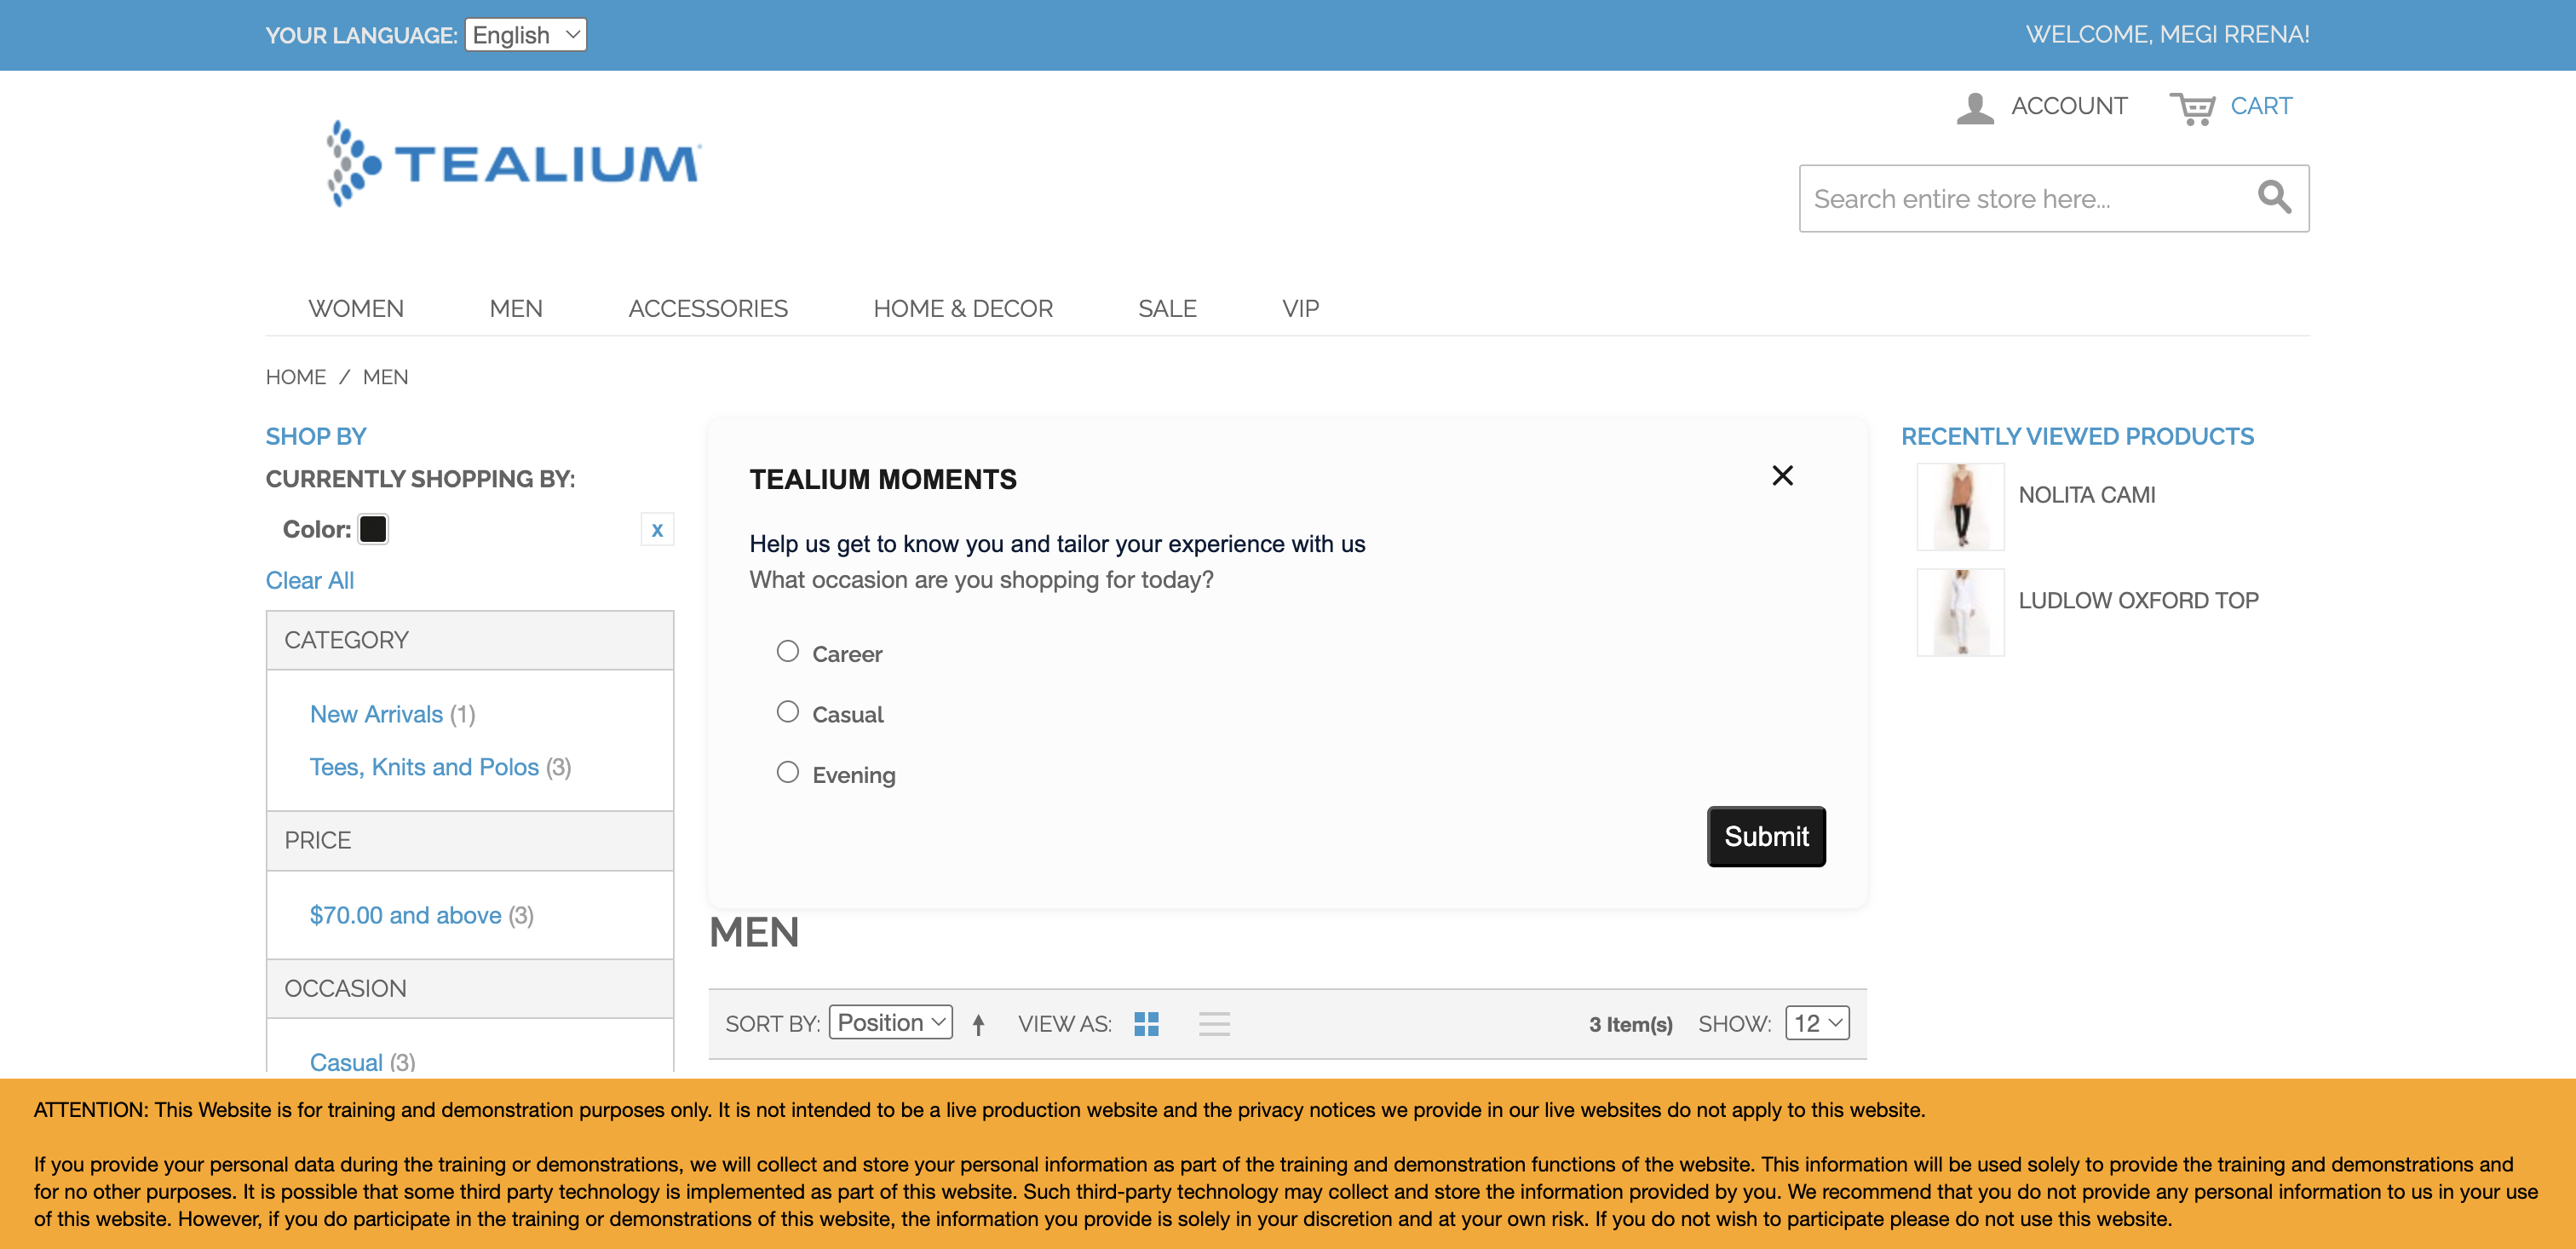 YOUR LANGUAGE: English
WELCOME, MEGI RRENA!
ACCOUNT
CART
TEALIUM
Search entire store here...
WOMEN
MEN
ACCESSORIES
HOME & DECOR
SALE
VIP
HOME / MEN
SHOP BY
CURRENTLY SHOPPING BY:
Color:
x
Clear All
CATEGORY
New Arrivals (1)
Tees, Knits and Polos (3)
PRICE
$70.00 and above (3)
OCCASION
Casual (3)
TEALIUM MOMENTS
Help us get to know you and tailor your experience with us
What occasion are you shopping for today?
Career
Casual
Evening
Submit
MEN
SORT BY: Position
VIEW AS:
3 Item(s)
SHOW: 12
RECENTLY VIEWED PRODUCTS
NOLITA CAMI
LUDLOW OXFORD TOP
ATTENTION: This Website is for training and demonstration purposes only. It is not intended to be a live production website and the privacy notices we provide in our live websites do not apply to this website.
If you provide your personal data during the training or demonstrations, we will collect and store your personal information as part of the training and demonstration functions of the website. This information will be used solely to provide the training and demonstrations and
for no other purposes. It is possible that some third party technology is implemented as part of this website. Such third-party technology may collect and store the information provided by you. We recommend that you do not provide any personal information to us in your use
of this website. However, if you do participate in the training or demonstrations of this website, the information you provide is solely in your discretion and at your own risk. If you do not wish to participate please do not use this website.